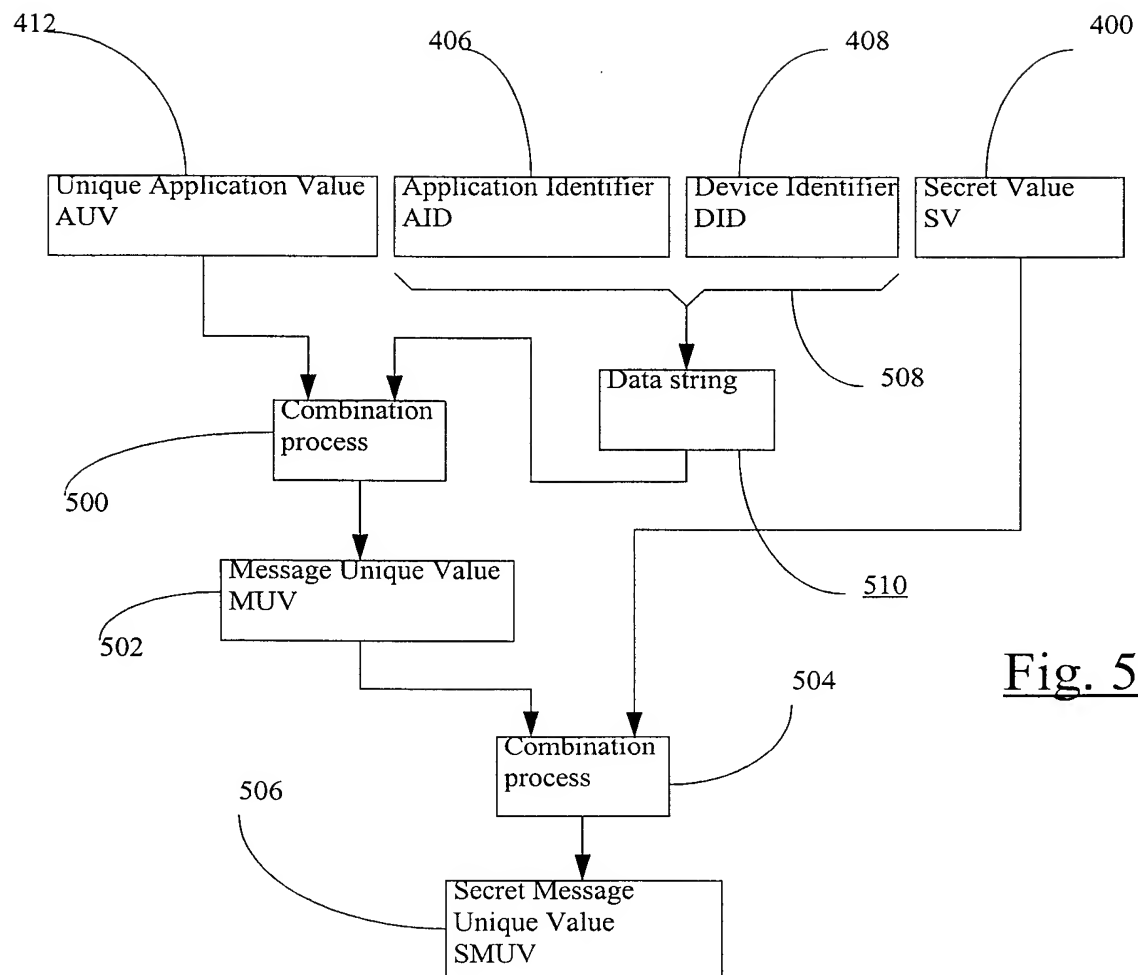 412
406
408
400
Unique Application Value
AUV
Application Identifier
AID
Device Identifier
DID
Secret Value
SV
508
Data string
Combination
process
500
510
Message Unique Value
MUV
502
504
Fig. 5
Combination
process
506
Secret Message
Unique Value
SMUV